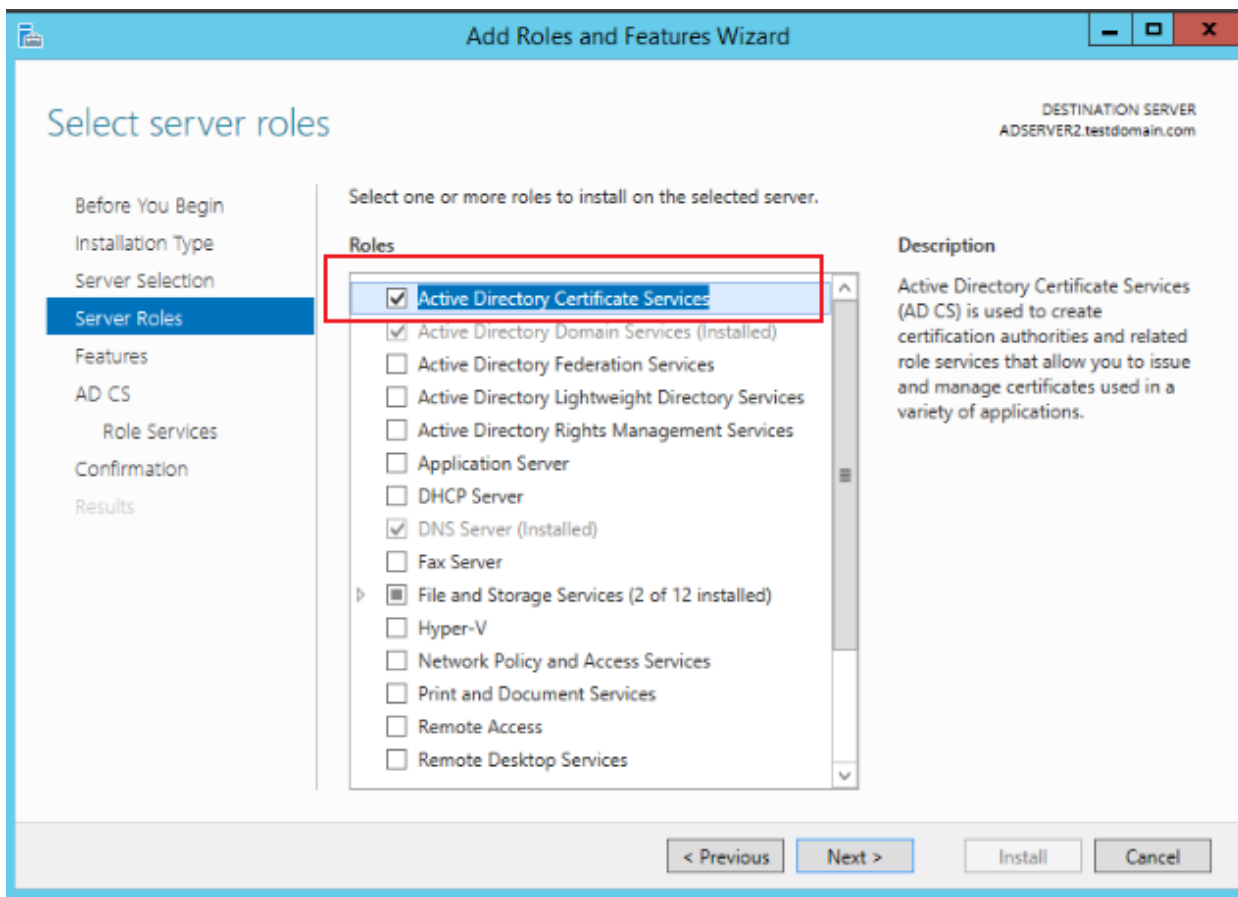 Add Roles and Features Wizard
Select server roles
DESTINATION SERVER
ADSERVER2.testdomain.com
Before You Begin
Installation Type
Server Selection
Server Roles
Features
AD CS
Role Services
Confirmation
Results
Select one or more roles to install on the selected server.
Roles
Active Directory Certificate Services
Active Directory Domain Services (Installed)
Active Directory Federation Services
Active Directory Lightweight Directory Services
Active Directory Rights Management Services
Application Server
DHCP Server
DNS Server (Installed)
Fax Server
File and Storage Services (2 of 12 installed)
Hyper-V
Network Policy and Access Services
Print and Document Services
Remote Access
Remote Desktop Services
Description
Active Directory Certificate Services
(AD CS) is used to create
certification authorities and related
role services that allow you to issue
and manage certificates used in a
variety of applications.
< Previous
Next >
Install
Cancel